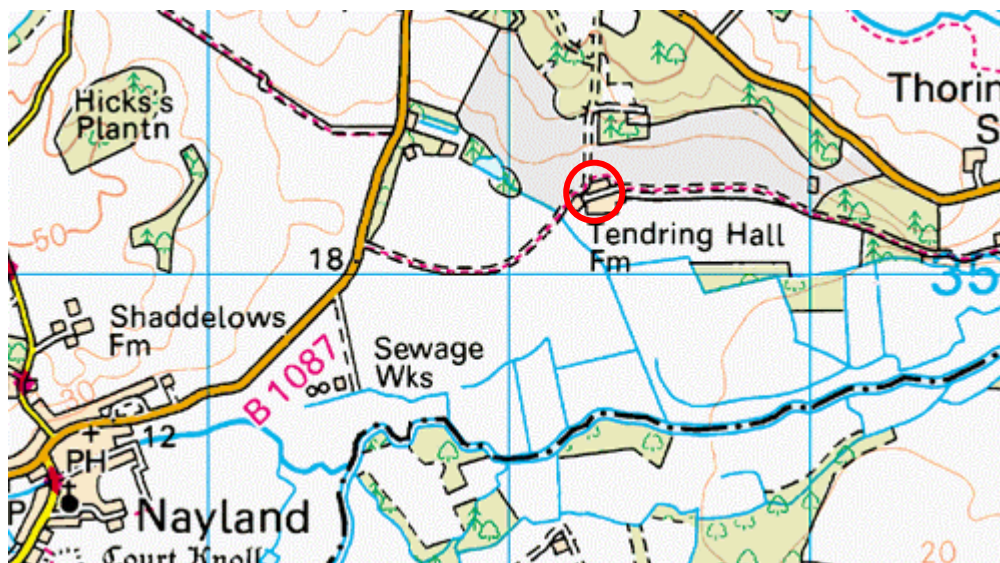 Thorin
S
Hicks's
Plantn
50
Tendring Hall
Fm
18
35
Shaddelows
Fm
Sewage
Wks
30
B 1087
12
PH
P
Nayland
Court Knoll
20